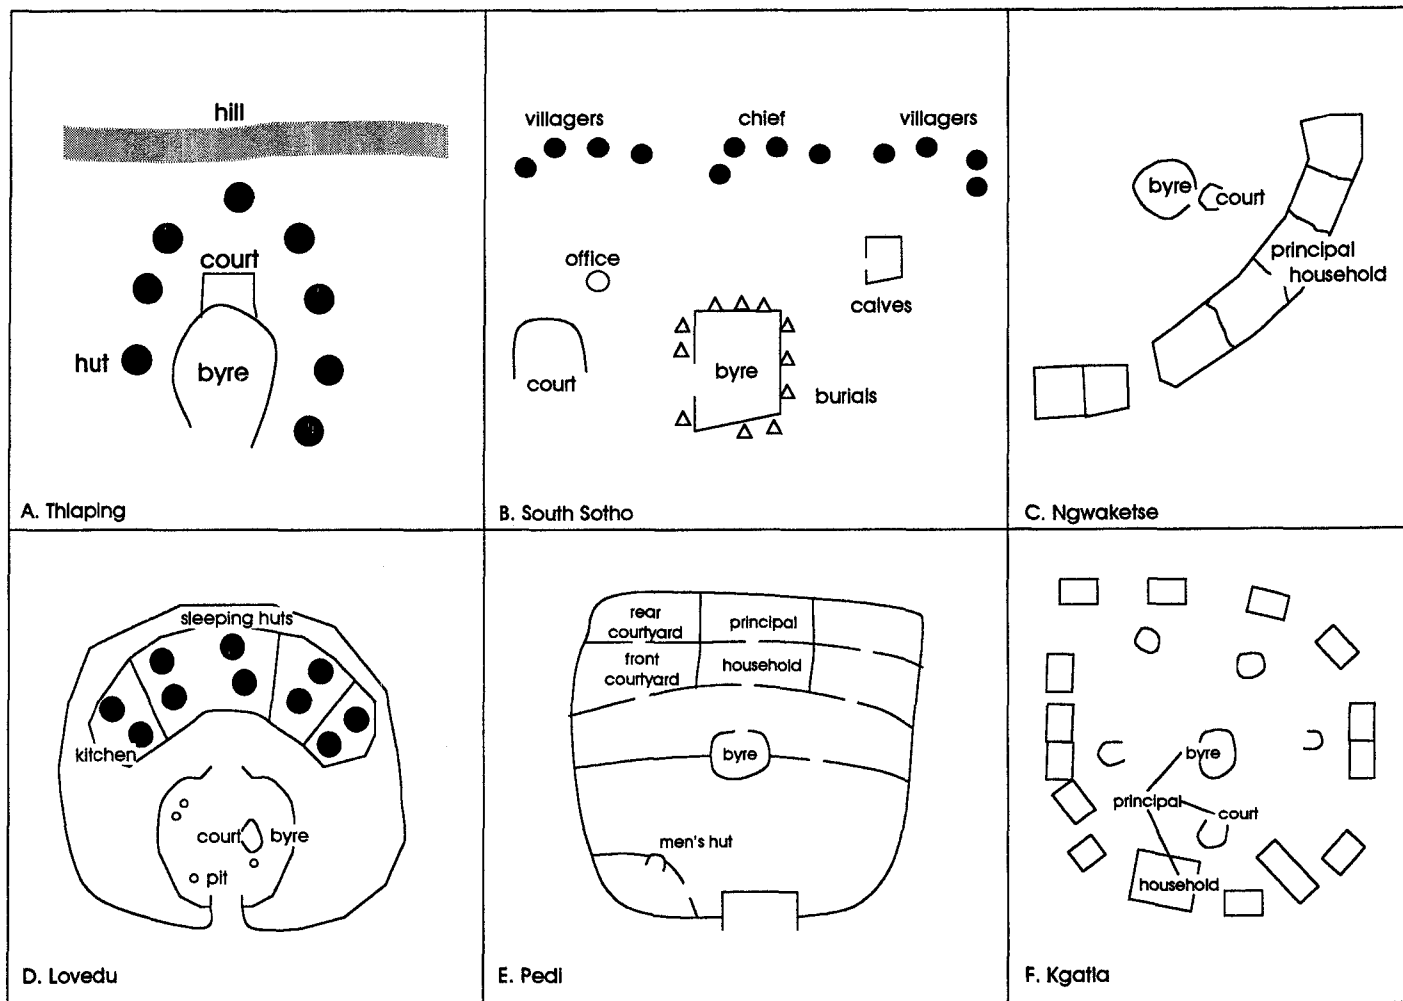 hill
court
hut
byre
A. Thlaping
villagers
chief
villagers
office
calves
court
byre
burials
B. South Sotho
byre
court
principal
household
C. Ngwaketse
sleeping huts
kitchen
court
byre
pit
D. Lovedu
rear
courtyard
principal
front
courtyard
household
byre
men's hut
E. Pedi
byre
principal
court
household
F. Kgatla